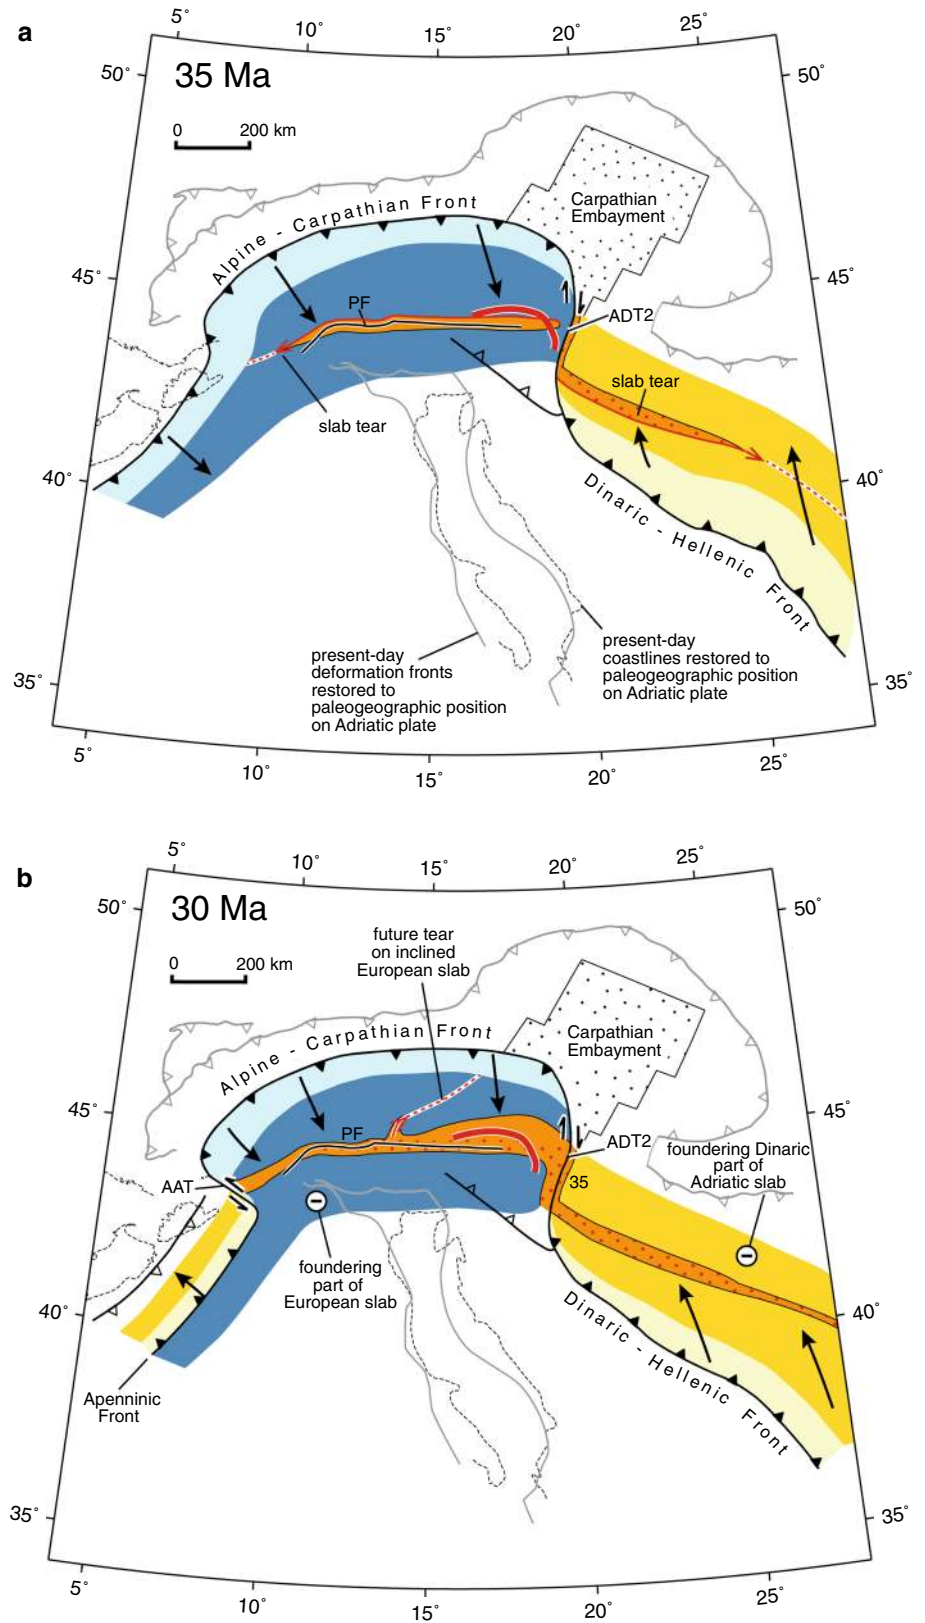 a
5°
10°
15°
20°
25°
50°
50°
35 Ma
0 200 km
Carpathian
Embayment
Alpine - Carpathian Front
45°
45°
PF
ADT2
slab tear
slab tear
40°
40°
Dinaric - Hellenic Front
present-day
deformation fronts
restored to
paleogeographic position
on Adriatic plate
present-day
coastlines restored to
paleogeographic position
on Adriatic plate
35°
35°
5°
10°
15°
20°
25°
b
5°
10°
15°
20°
25°
50°
50°
30 Ma
0 200 km
future tear
on inclined
European slab
Carpathian
Embayment
Alpine - Carpathian Front
45°
45°
PF
ADT2
foundering Dinaric
part of
Adriatic slab
AAT
35
foundering
part of
European slab
40°
40°
Dinaric - Hellenic Front
Apenninic
Front
35°
35°
5°
10°
15°
20°
25°